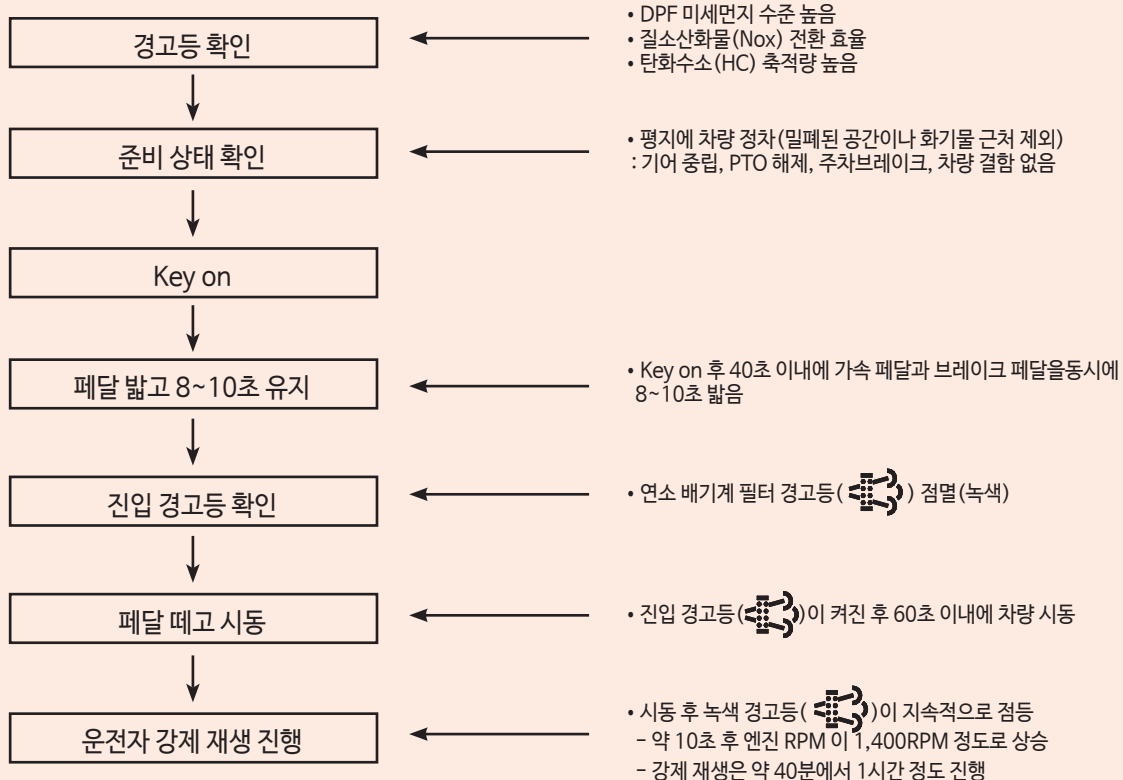 경고등 확인
• DPF 미세먼지 수준 높음
• 질소산화물(Nox) 전환 효율
• 탄화수소(HC) 축적량 높음
준비 상태 확인
• 평지에 차량 정차(밀폐된 공간이나 화기물 근처 제외)
: 기어 중립, PTO 해제, 주차브레이크, 차량 결함 없음
Key on
페달 밟고 8~10초 유지
• Key on 후 40초 이내에 가속 페달과 브레이크 페달을동시에
8~10초 밟음
진입 경고등 확인
• 연소 배기계 필터 경고등( ) 점멸(녹색)
페달 떼고 시동
• 진입 경고등( )이 켜진 후 60초 이내에 차량 시동
운전자 강제 재생 진행
• 시동 후 녹색 경고등( )이 지속적으로 점등
- 약 10초 후 엔진 RPM 이 1,400RPM 정도로 상승
- 강제 재생은 약 40분에서 1시간 정도 진행